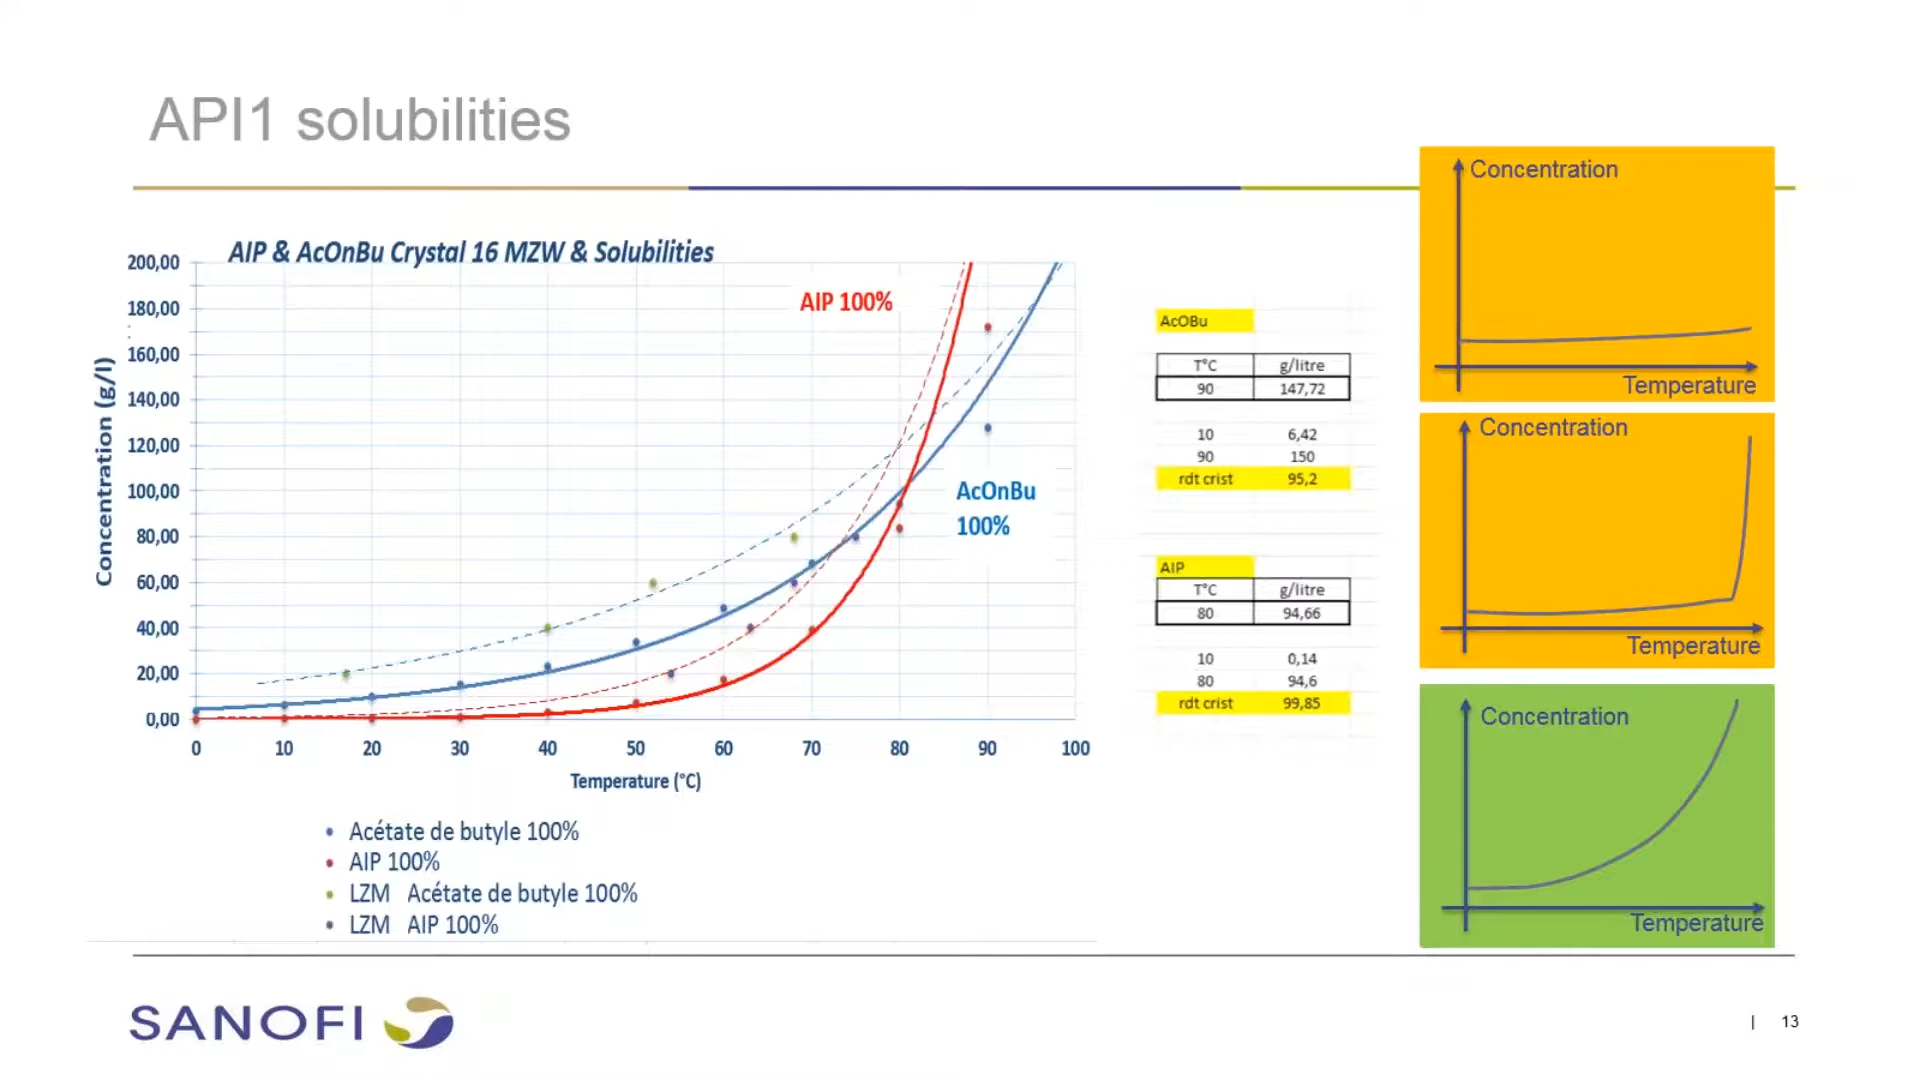 API1 solubilities
AIP & AcOnBu Crystal 16 MZW & Solubilities
200,00
180,00
160,00
140,00
120,00
100,00
80,00
60,00
40,00
20,00
0,00
Concentration (g/l)
0 10 20 30 40 50 60 70 80 90 100
Temperature (°C)
AIP 100%
AcOnBu
100%
• Acétate de butyle 100%
• AIP 100%
• LZM Acétate de butyle 100%
• LZM AIP 100%
AcOBu
T°C g/litre
90 147,72
10 6,42
90 150
rdt crist 95,2
AIP
T°C g/litre
80 94,66
10 0,14
80 94,6
rdt crist 99,85
Concentration
Temperature
Concentration
Temperature
Concentration
Temperature
SANOFI
| 13